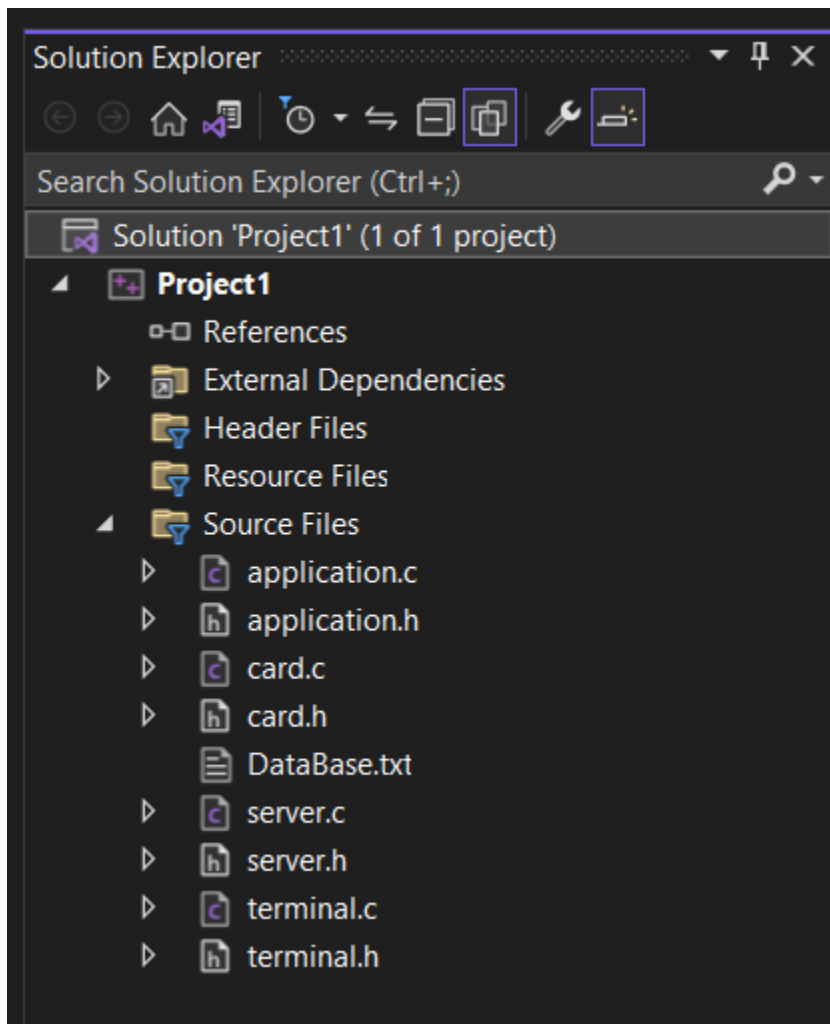 Solution Explorer
Search Solution Explorer (Ctrl+;)
Solution 'Project1' (1 of 1 project)
Project1
References
External Dependencies
Header Files
Resource Files
Source Files
application.c
application.h
card.c
card.h
DataBase.txt
server.c
server.h
terminal.c
terminal.h